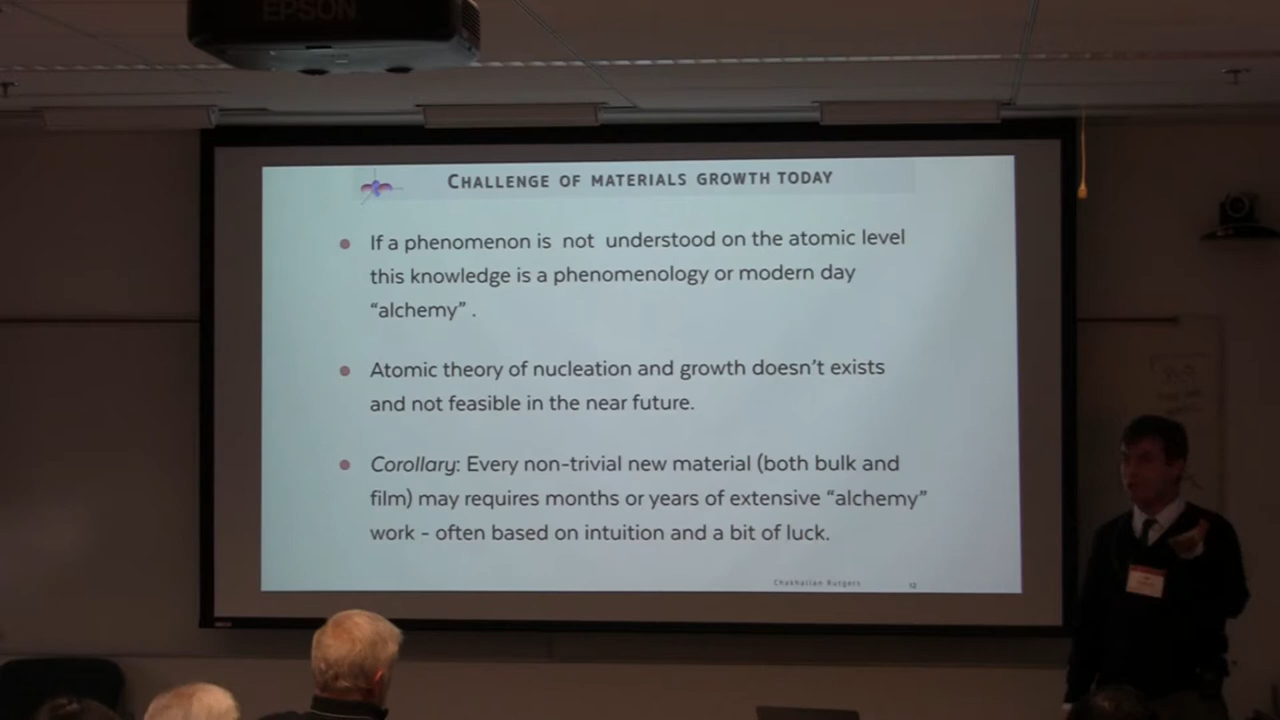 EPSON
CHALLENGE OF MATERIALS GROWTH TODAY
• If a phenomenon is not understood on the atomic level
this knowledge is a phenomenology or modern day
“alchemy” .
• Atomic theory of nucleation and growth doesn’t exists
and not feasible in the near future.
• Corollary: Every non-trivial new material (both bulk and
film) may requires months or years of extensive “alchemy”
work - often based on intuition and a bit of luck.
Chakhalian Rutgers 12